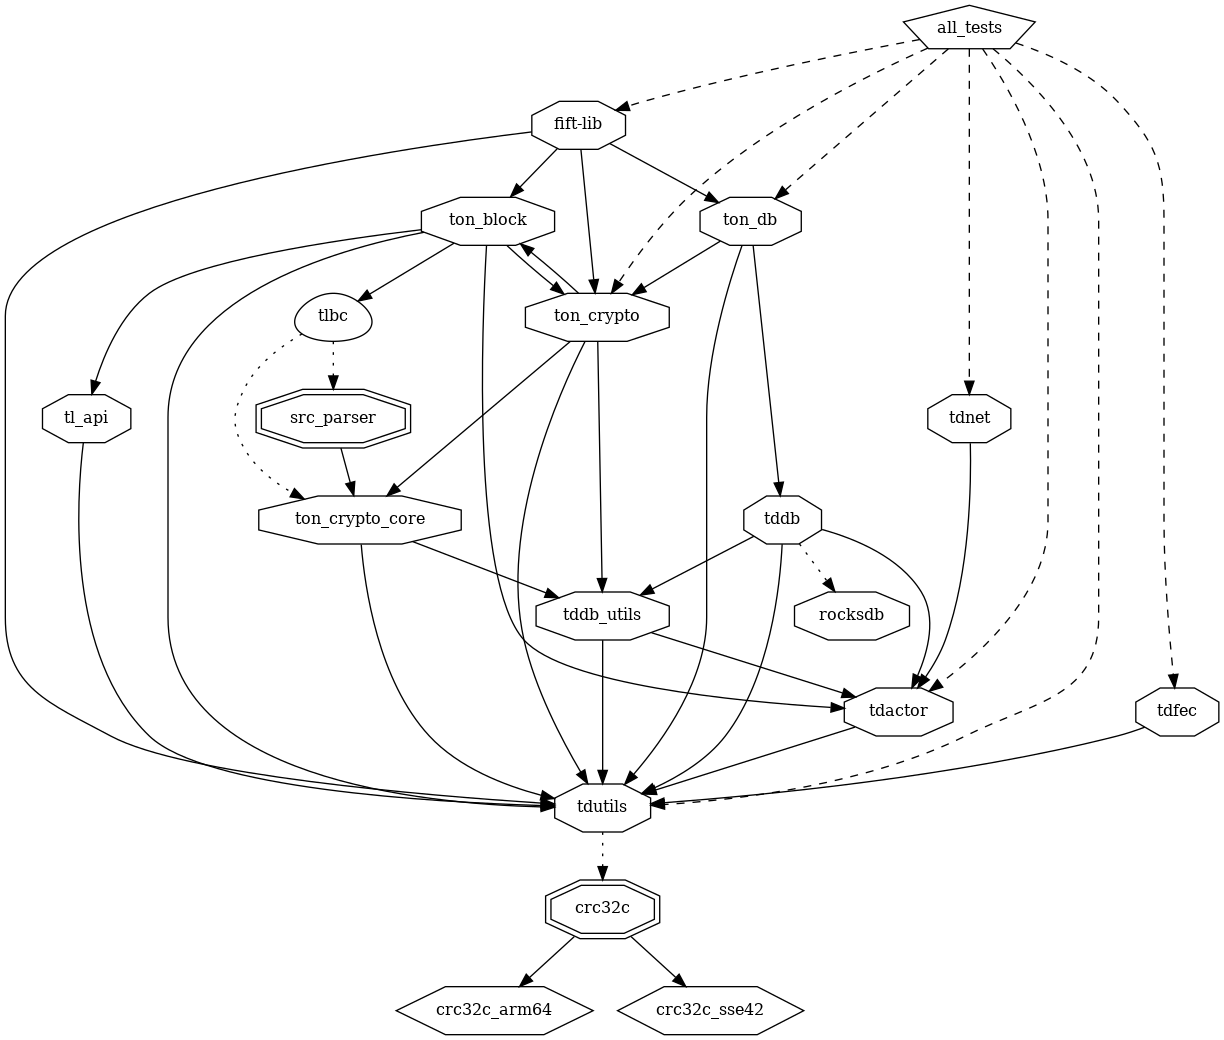 all_tests
fift-lib
ton_block
ton_db
tlbc
ton_crypto
tl_api
src_parser
tdnet
ton_crypto_core
tddb
tddb_utils
rocksdb
tdactor
tdfec
tdutils
crc32c
crc32c_arm64
crc32c_sse42